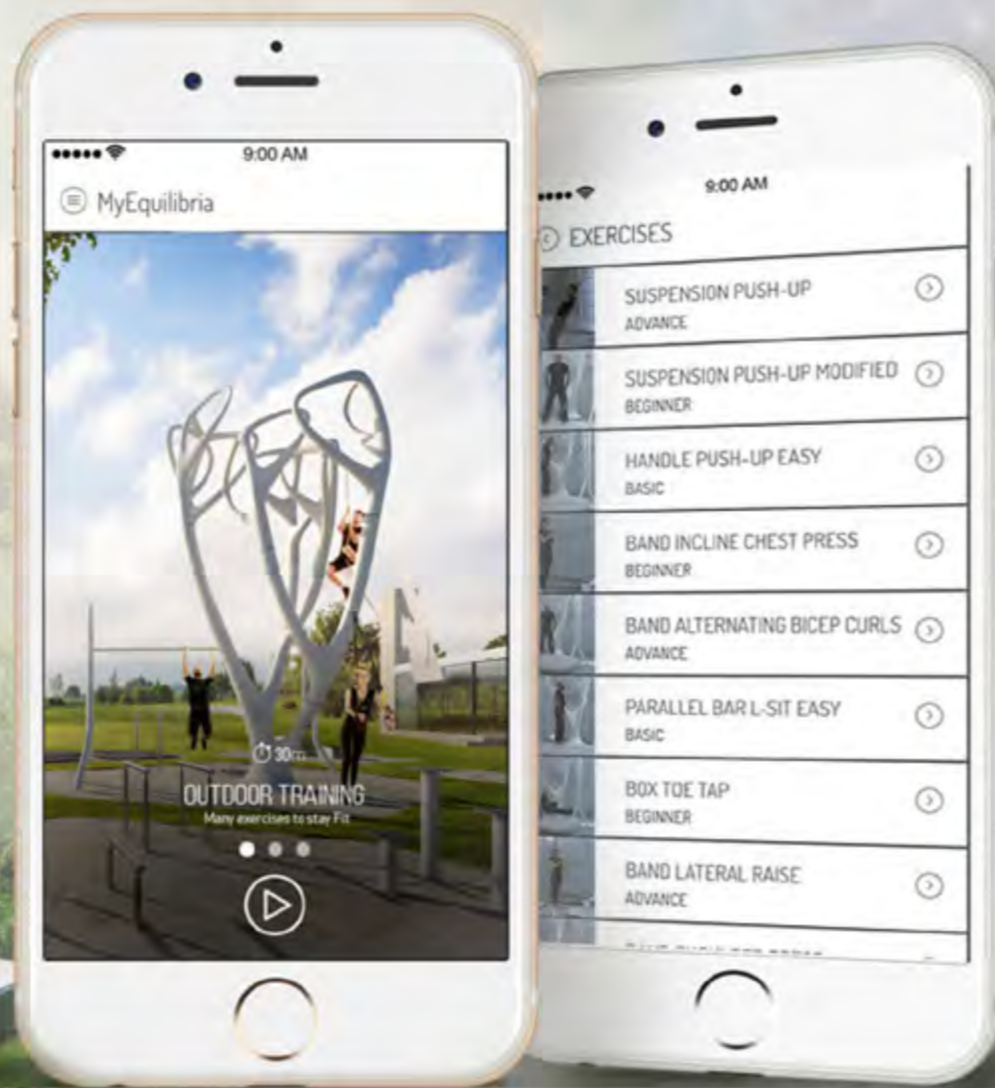 9:00 AM
MyEquilibria
30m
OUTDOOR TRAINING
Many exercises to stay Fit
9:00 AM
EXERCISES
SUSPENSION PUSH-UP
ADVANCE
SUSPENSION PUSH-UP MODIFIED
BEGINNER
HANDLE PUSH-UP EASY
BASIC
BAND INCLINE CHEST PRESS
BEGINNER
BAND ALTERNATING BICEP CURLS
ADVANCE
PARALLEL BAR L-SIT EASY
BASIC
BOX TOE TAP
BEGINNER
BAND LATERAL RAISE
ADVANCE